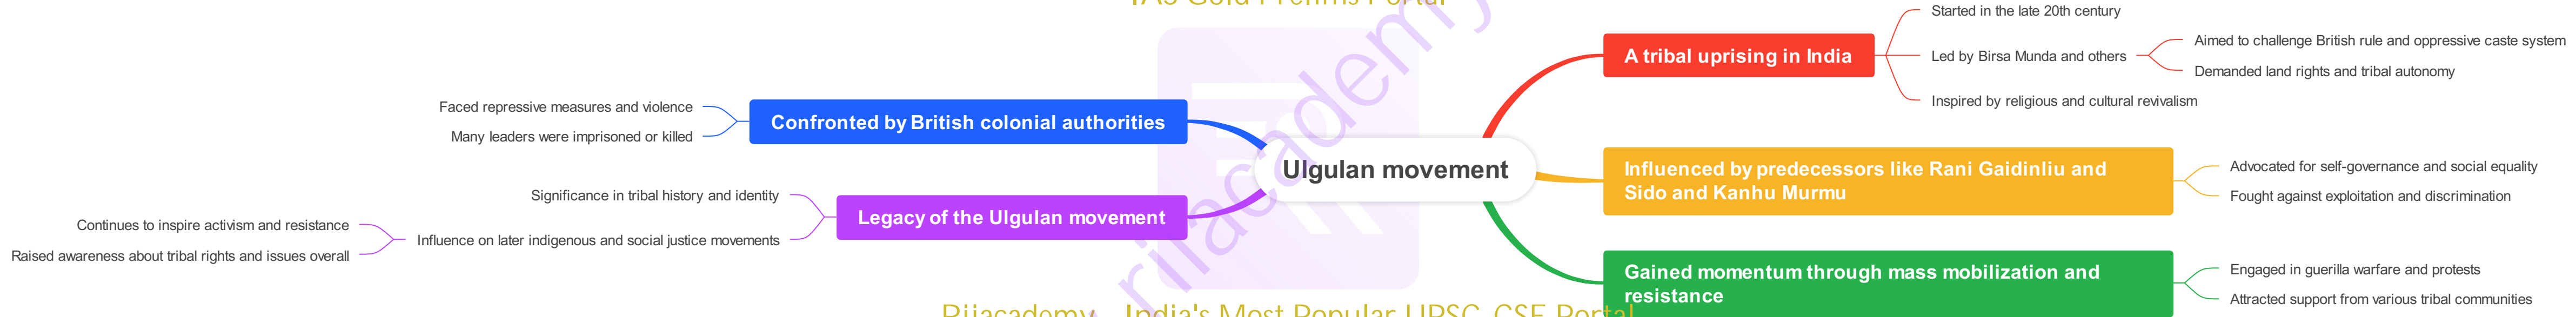 IAS Gold Prelims Portal
Ulgulan movement
A tribal uprising in India
Started in the late 20th century
Led by Birsa Munda and others
Aimed to challenge British rule and oppressive caste system
Demanded land rights and tribal autonomy
Inspired by religious and cultural revivalism
Influenced by predecessors like Rani Gaidinliu and
Sido and Kanhu Murmu
Advocated for self-governance and social equality
Fought against exploitation and discrimination
Gained momentum through mass mobilization and
resistance
Engaged in guerilla warfare and protests
Attracted support from various tribal communities
Confronted by British colonial authorities
Faced repressive measures and violence
Many leaders were imprisoned or killed
Legacy of the Ulgulan movement
Significance in tribal history and identity
Influence on later indigenous and social justice movements
Continues to inspire activism and resistance
Raised awareness about tribal rights and issues overall
Rijacademy - India's Most Popular UPSC CSE Portal